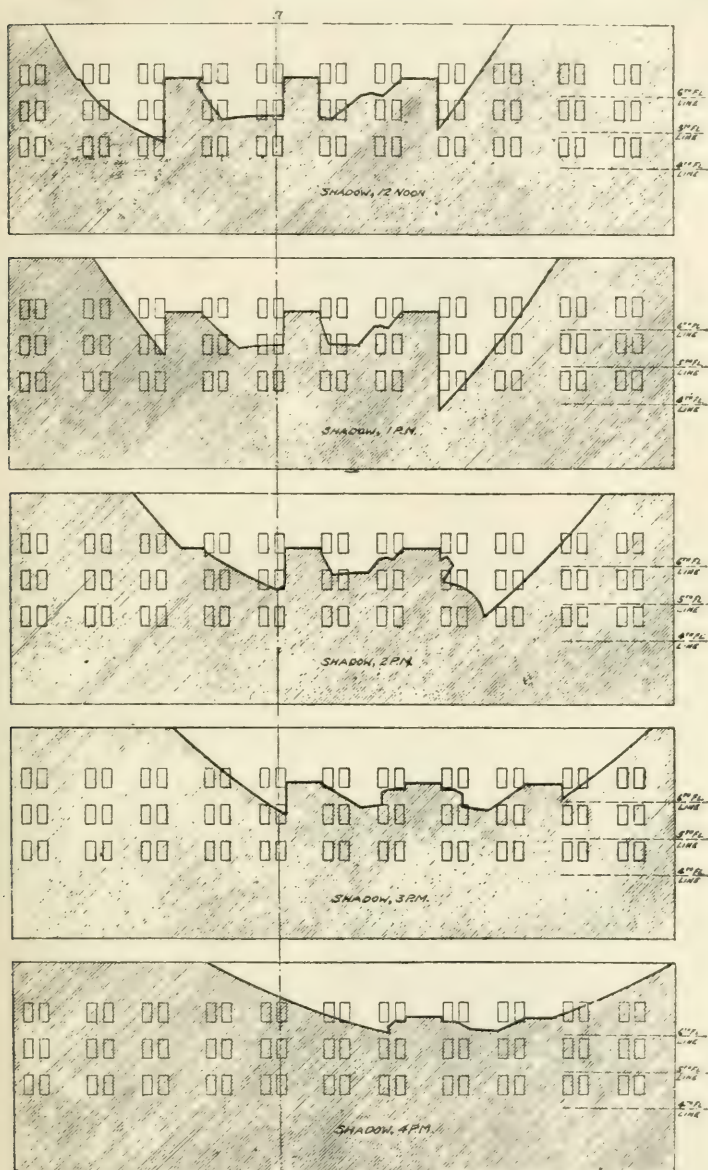 6TH FL
LINE
5TH FL
LINE
4TH FL
LINE
SHADOW, 12 NOON
6TH FL
LINE
5TH FL
LINE
4TH FL
LINE
SHADOW, 1 P.M.
6TH FL
LINE
5TH FL
LINE
4TH FL
LINE
SHADOW, 2 P.M.
6TH FL
LINE
5TH FL
LINE
4TH FL
LINE
SHADOW, 3 P.M.
6TH FL
LINE
5TH FL
LINE
4TH FL
LINE
SHADOW, 4 P.M.